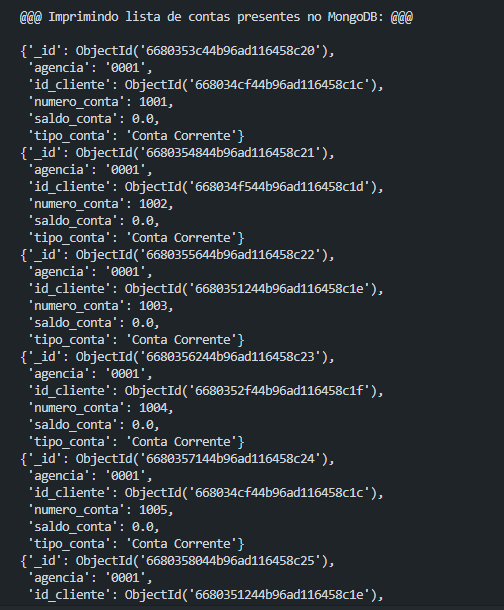 @@@ Imprimindo lista de contas presentes no MongoDB: @@@
{'_id': ObjectId('6680353c44b96ad116458c20'),
'agencia': '0001',
'id_cliente': ObjectId('668034cf44b96ad116458c1c'),
'numero_conta': 1001,
'saldo_conta': 0.0,
'tipo_conta': 'Conta Corrente'}
{'_id': ObjectId('6680354844b96ad116458c21'),
'agencia': '0001',
'id_cliente': ObjectId('668034f544b96ad116458c1d'),
'numero_conta': 1002,
'saldo_conta': 0.0,
'tipo_conta': 'Conta Corrente'}
{'_id': ObjectId('6680355644b96ad116458c22'),
'agencia': '0001',
'id_cliente': ObjectId('6680351244b96ad116458c1e'),
'numero_conta': 1003,
'saldo_conta': 0.0,
'tipo_conta': 'Conta Corrente'}
{'_id': ObjectId('6680356244b96ad116458c23'),
'agencia': '0001',
'id_cliente': ObjectId('6680352f44b96ad116458c1f'),
'numero_conta': 1004,
'saldo_conta': 0.0,
'tipo_conta': 'Conta Corrente'}
{'_id': ObjectId('6680357144b96ad116458c24'),
'agencia': '0001',
'id_cliente': ObjectId('668034cf44b96ad116458c1c'),
'numero_conta': 1005,
'saldo_conta': 0.0,
'tipo_conta': 'Conta Corrente'}
{'_id': ObjectId('6680358044b96ad116458c25'),
'agencia': '0001',
'id_cliente': ObjectId('6680351244b96ad116458c1e'),